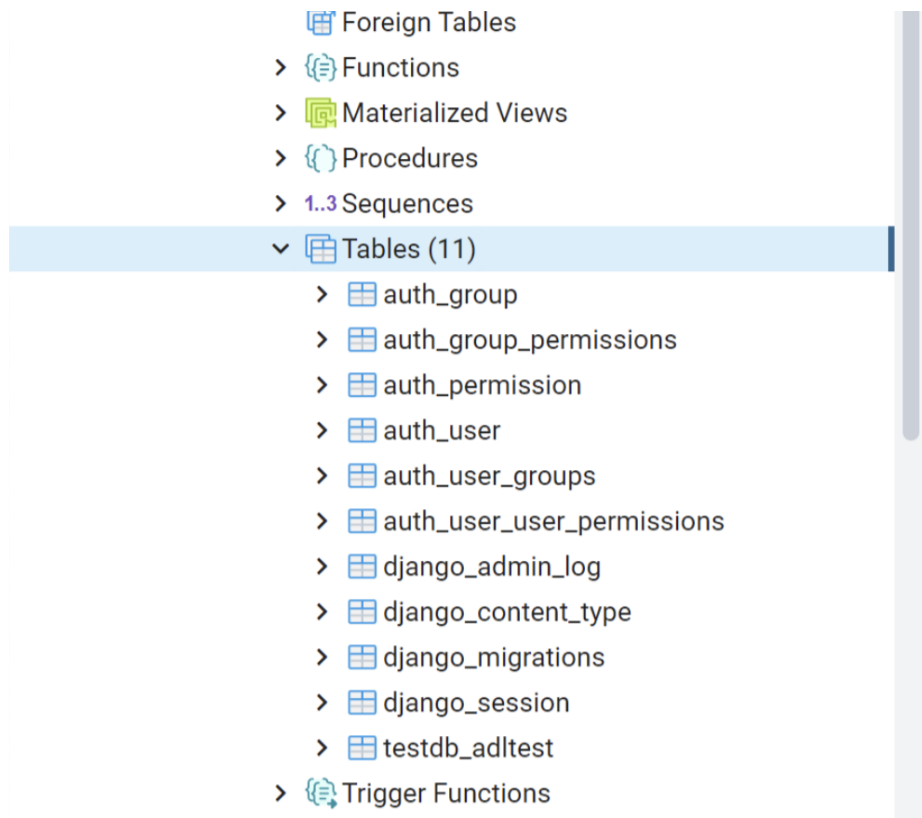 Foreign Tables
Functions
Materialized Views
Procedures
1..3 Sequences
Tables (11)
auth_group
auth_group_permissions
auth_permission
auth_user
auth_user_groups
auth_user_user_permissions
django_admin_log
django_content_type
django_migrations
django_session
testdb_adltest
Trigger Functions